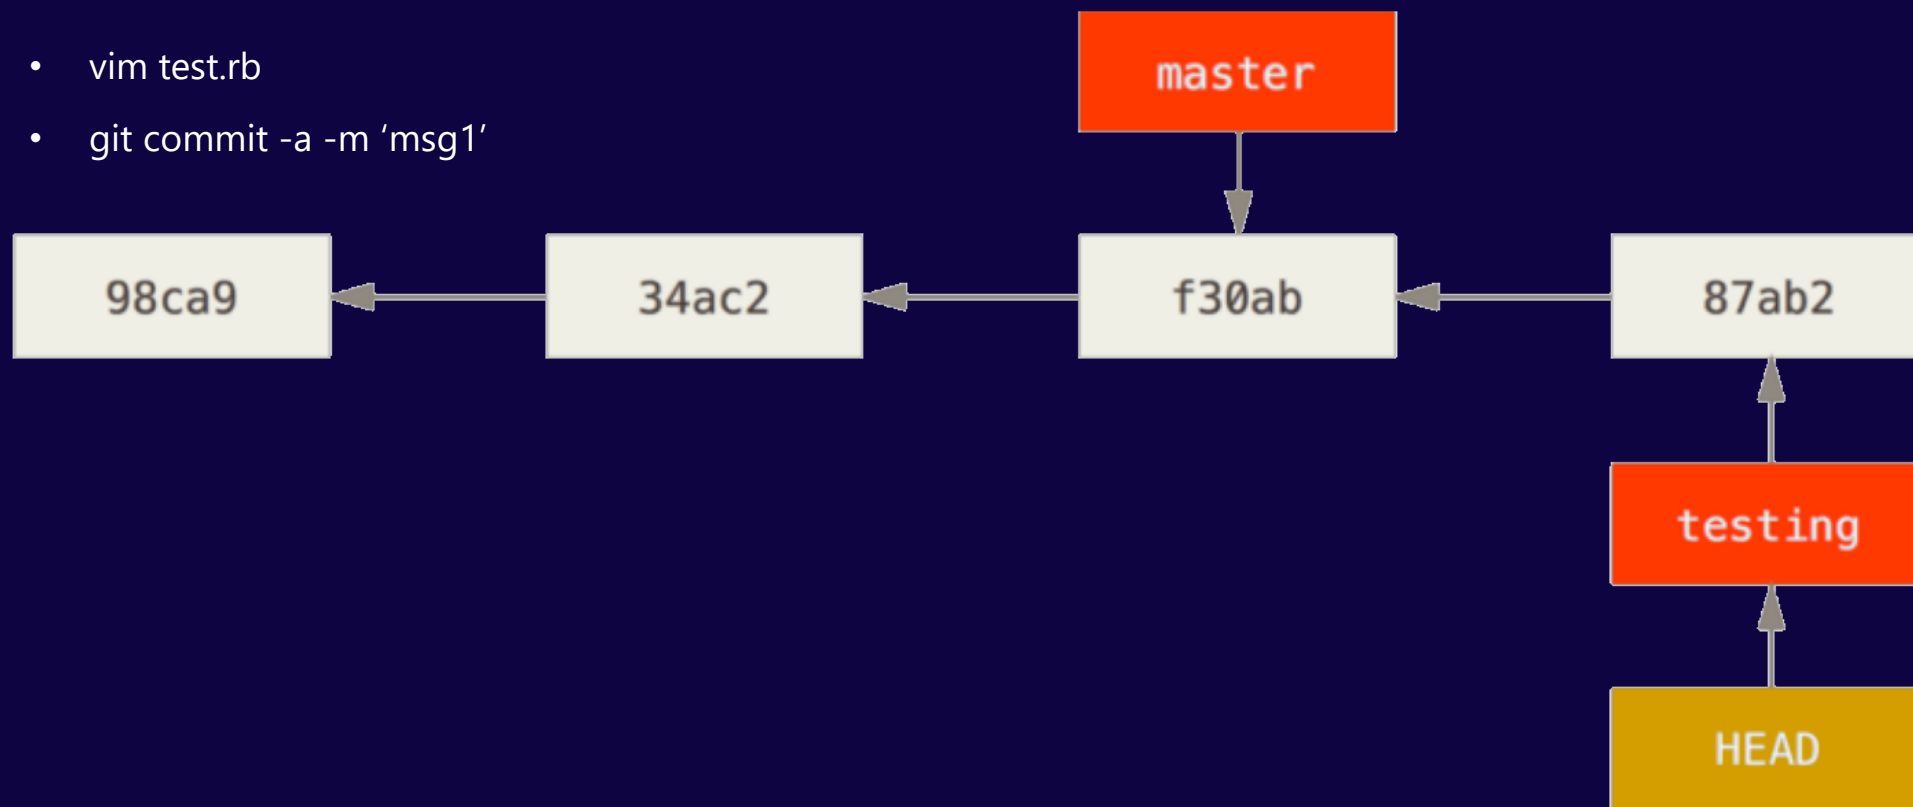 • vim test.rb
• git commit -a -m ‘msg1’
master
98ca9
34ac2
f30ab
87ab2
testing
HEAD